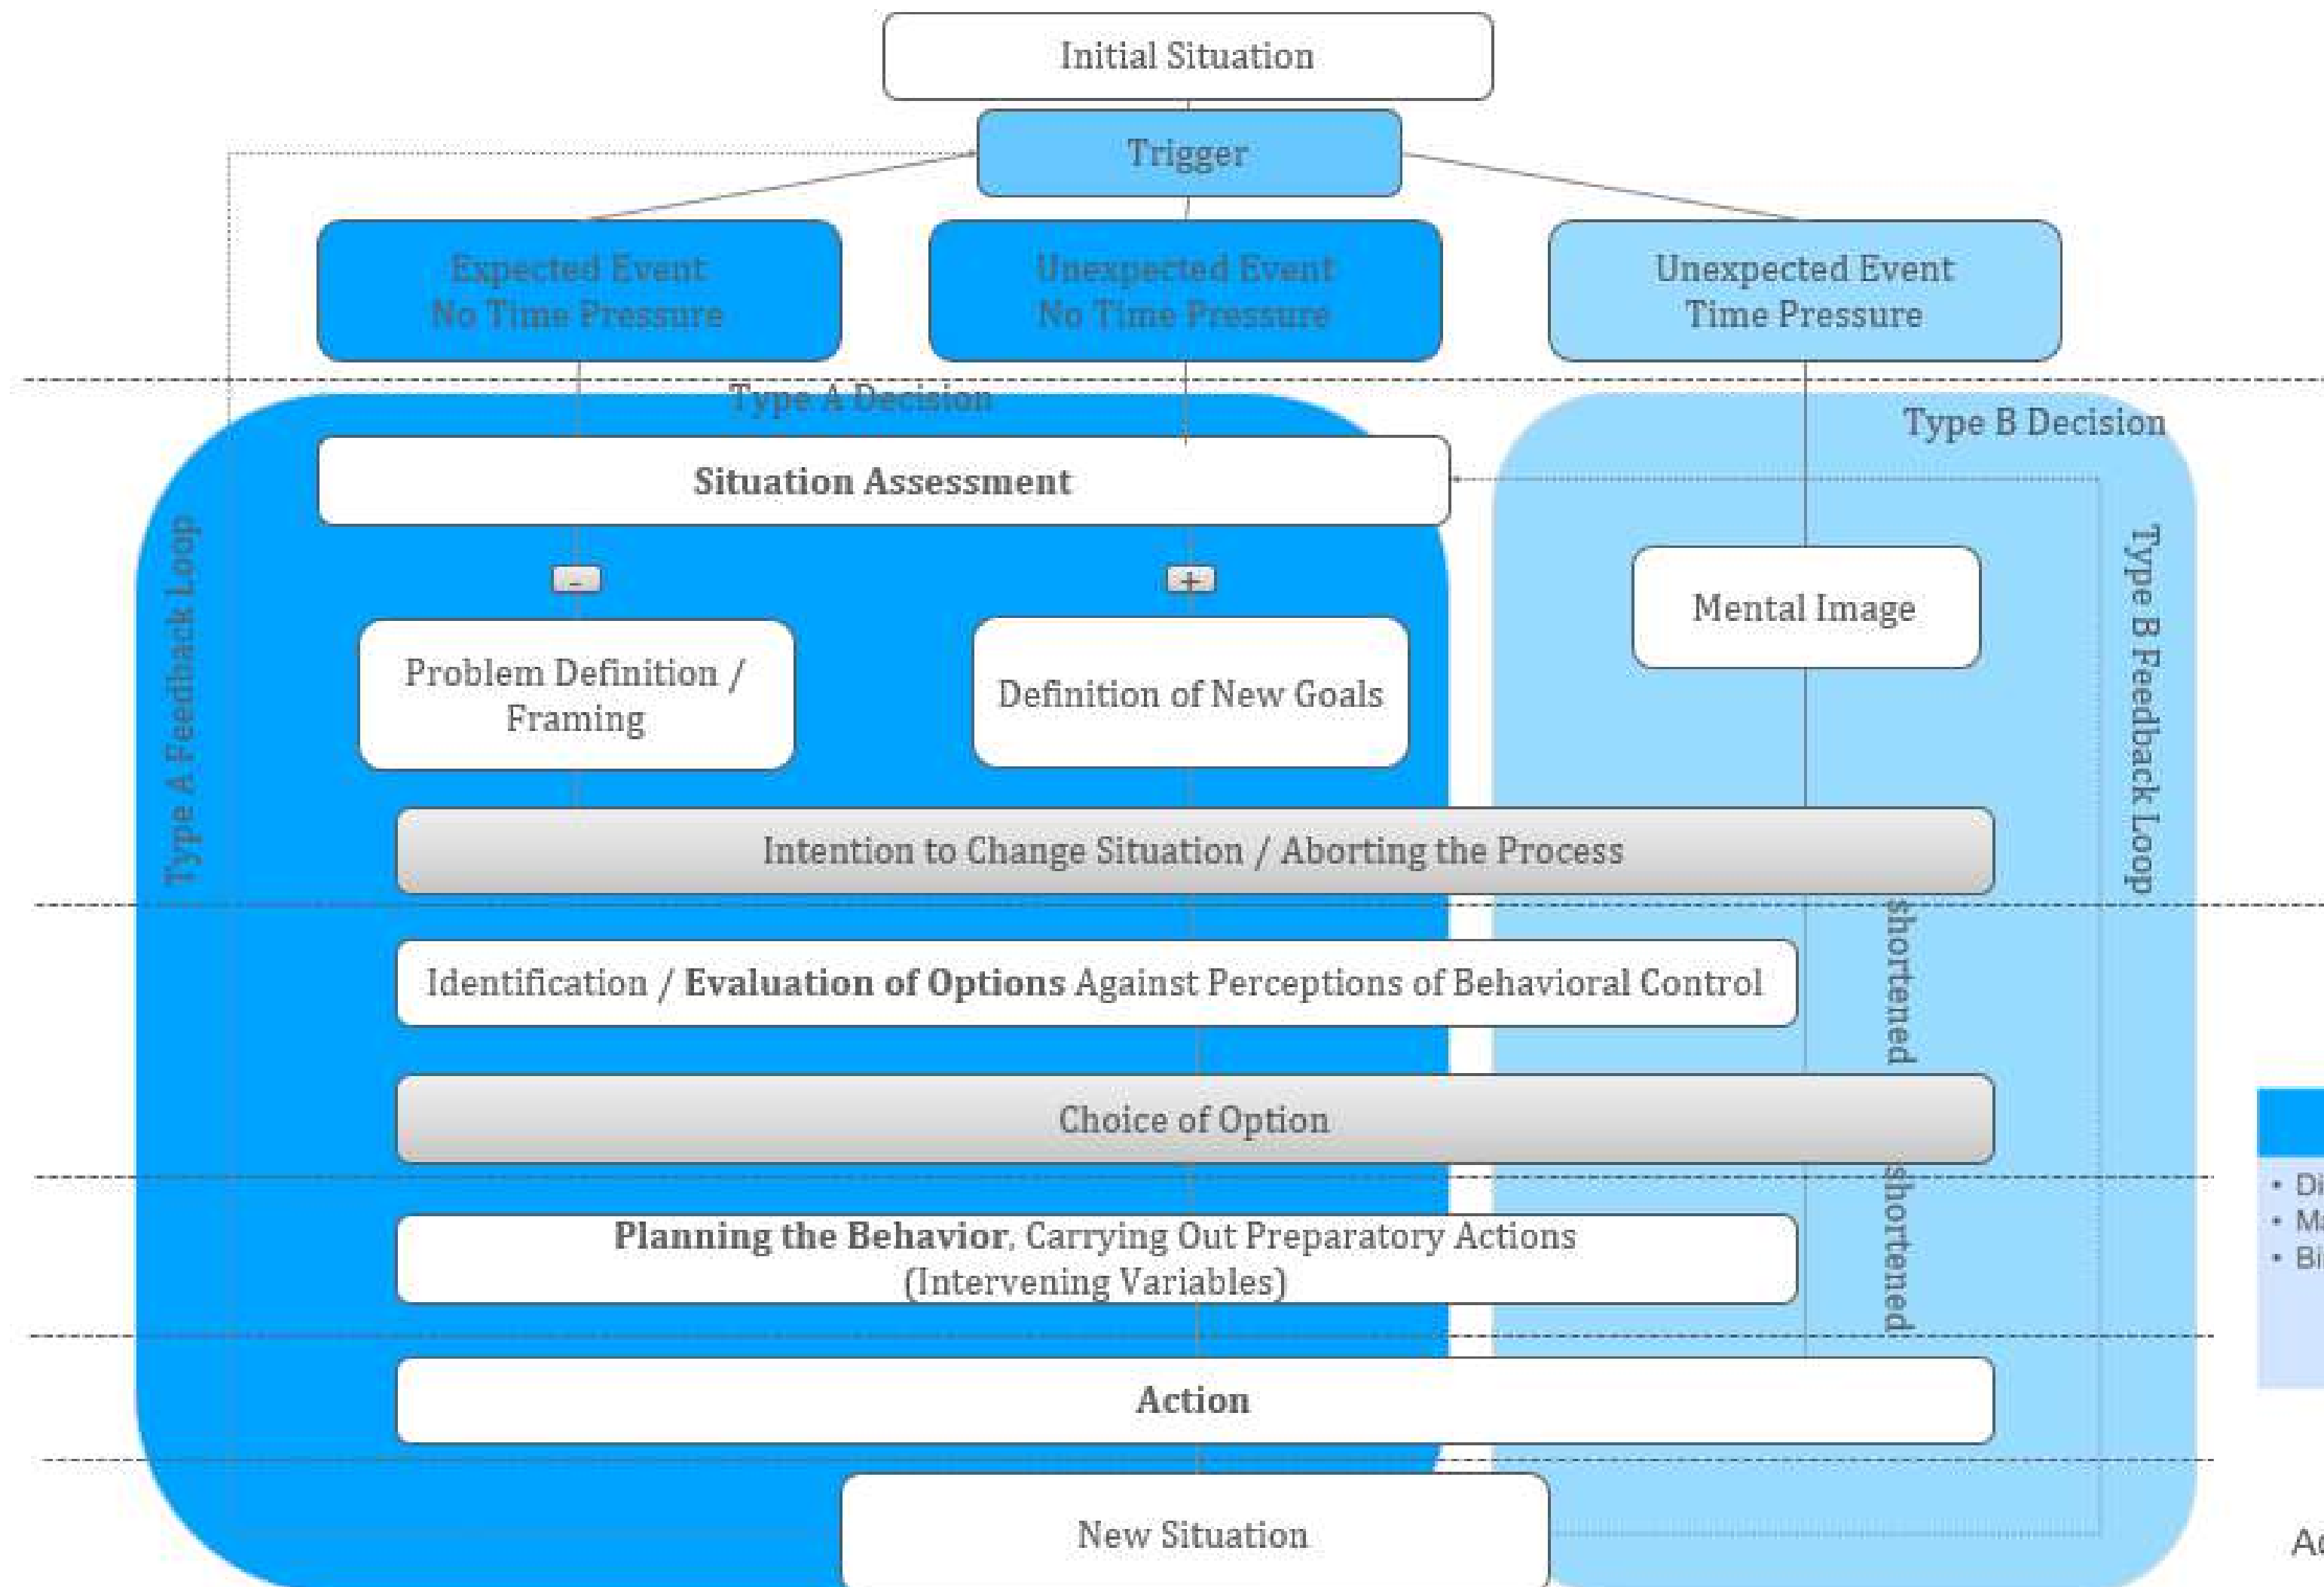 Initial Situation
Trigger
Expected Event
No Time Pressure
Unexpected Event
No Time Pressure
Unexpected Event
Time Pressure
Type A Decision
Type B Decision
Situation Assessment
-
+
Mental Image
Problem Definition /
Framing
Definition of New Goals
Type A Feedback Loop
Type B Feedback Loop
Intention to Change Situation / Aborting the Process
shortened
Identification / Evaluation of Options Against Perceptions of Behavioral Control
Choice of Option
shortened
Planning the Behavior, Carrying Out Preparatory Actions
(Intervening Variables)
Action
New Situation